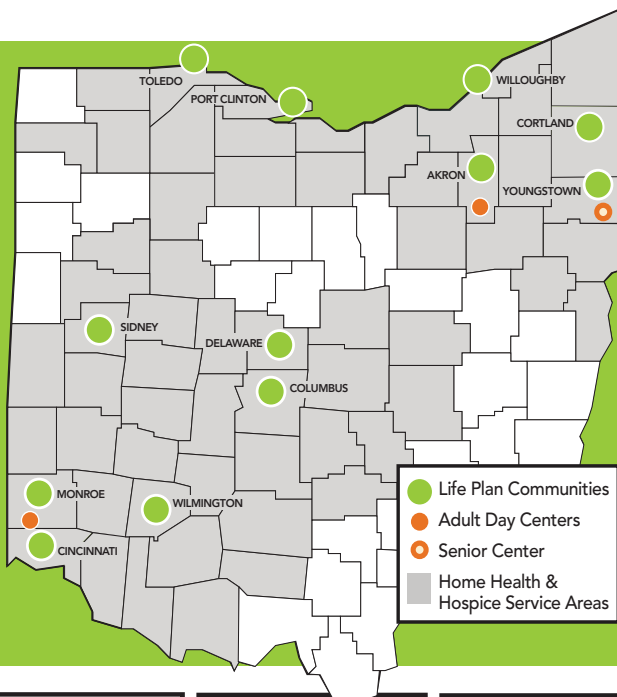 TOLEDO
PORT CLINTON
WILLOUGHBY
CORTLAND
AKRON
YOUNGSTOWN
SIDNEY
DELAWARE
COLUMBUS
MONROE
WILMINGTON
CINCINNATI
Life Plan Communities
Adult Day Centers
Senior Center
Home Health &
Hospice Service Areas